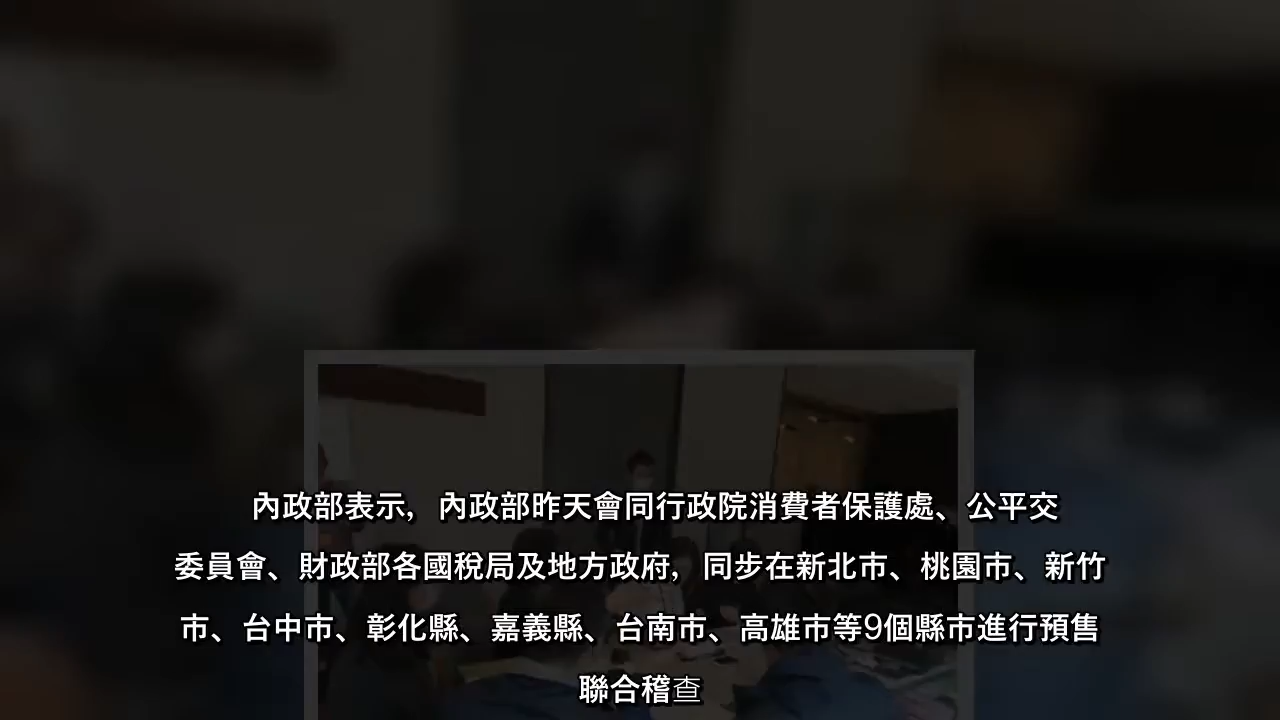 內政部表示，內政部昨天會同行政院消費者保護處、公平交
委員會、財政部各國稅局及地方政府，同步在新北市、桃園市、新竹
市、台中市、彰化縣、嘉義縣、台南市、高雄市等9個縣市進行預售
聯合稽查